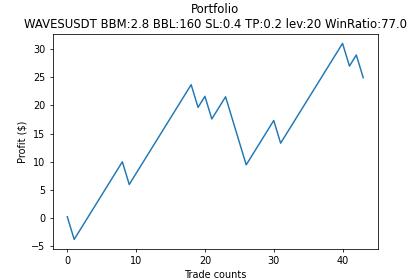 Portfolio
WAVESUSDT BBM:2.8 BBL:160 SL:0.4 TP:0.2 lev:20 WinRatio:77.0
30
25
20
15
10
5
0
−5
Profit ($)
0 10 20 30 40
Trade counts